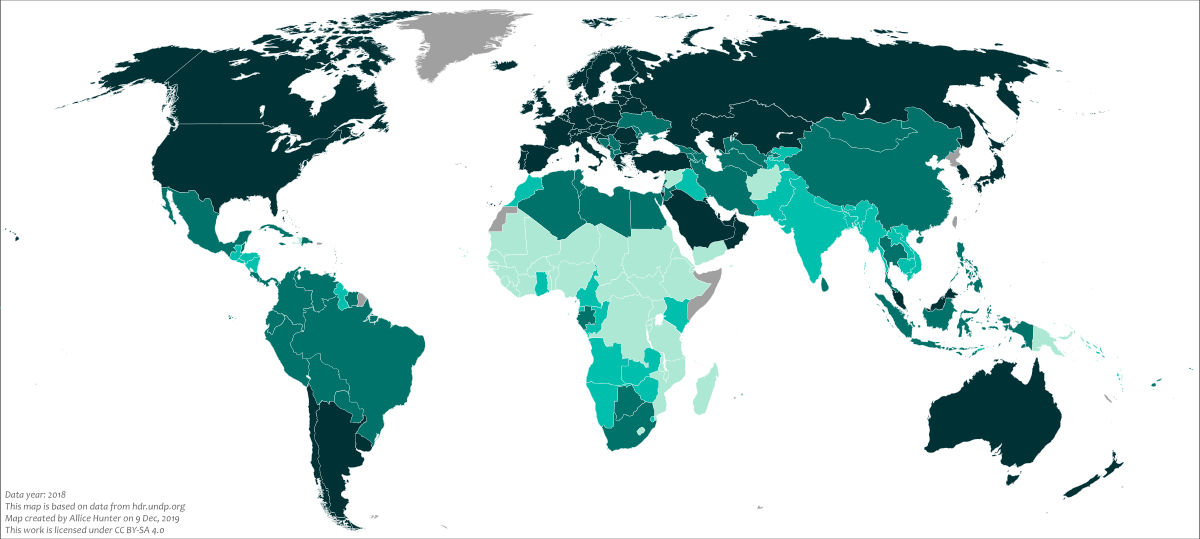 Data year: 2018
This map is based on data from hdr.undp.org
Map created by Allice Hunter on 9 Dec, 2019
This work is licensed under CC BY-SA 4.0